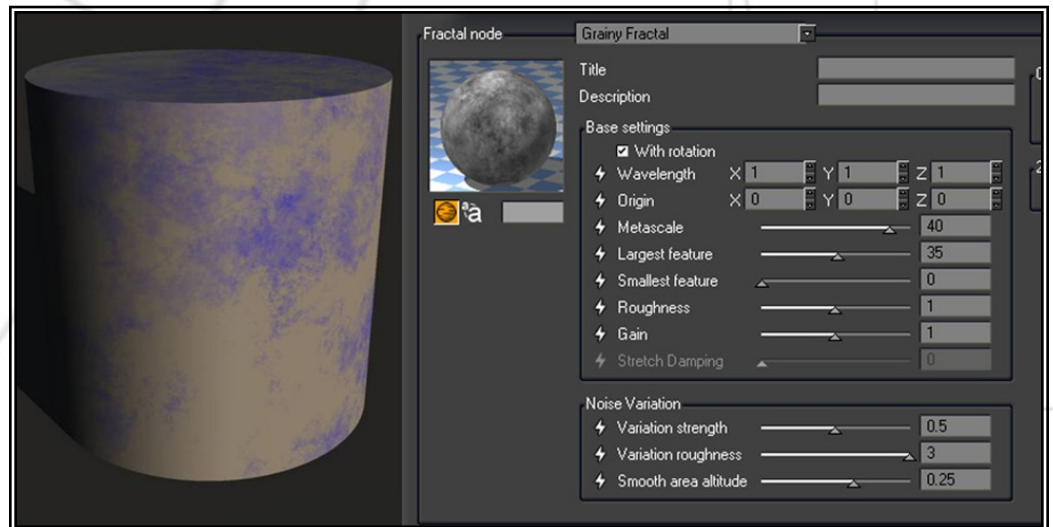 Fractal node
Grainy Fractal
Title
Description
Base settings
With rotation
Wavelength X 1 Y 1 Z 1
Origin X 0 Y 0 Z 0
Metascale 40
Largest feature 35
Smallest feature 0
Roughness 1
Gain 1
Stretch Damping 0
Noise Variation
Variation strength 0.5
Variation roughness 3
Smooth area altitude 0.25